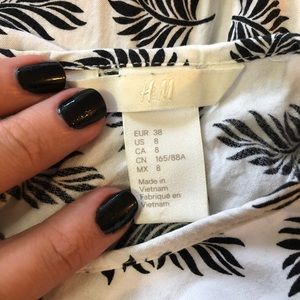 H&M
EUR 38
US 8
CA 8
CN 165/88A
MX 8
Made in
Vietnam
Fabriqué en
Vietnam